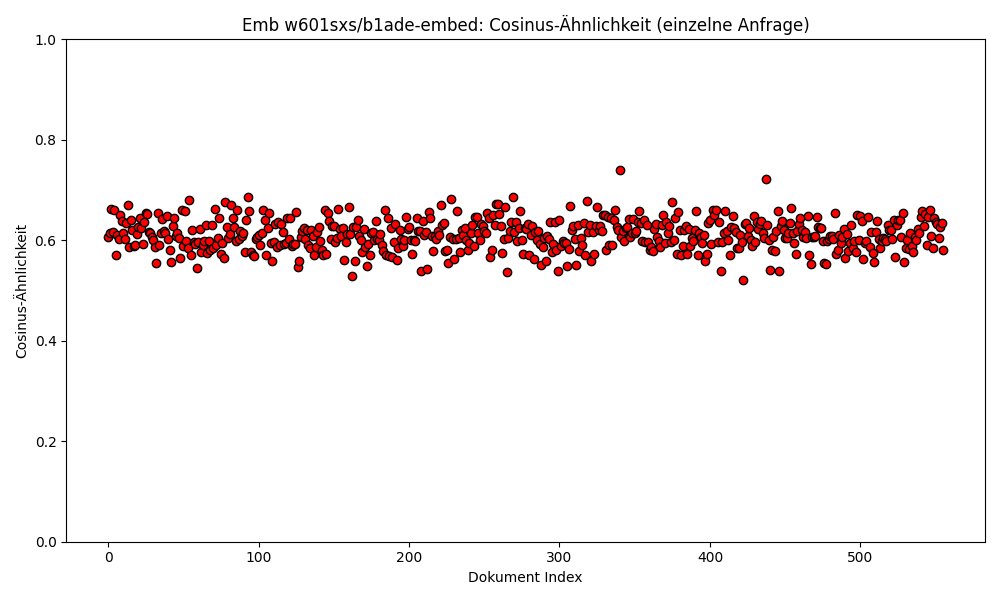 Emb w601sxs/b1ade-embed: Cosinus-Ähnlichkeit (einzelne Anfrage)
1.0
0.8
0.6
0.4
0.2
0.0
Cosinus-Ähnlichkeit
0 100 200 300 400 500
Dokument Index